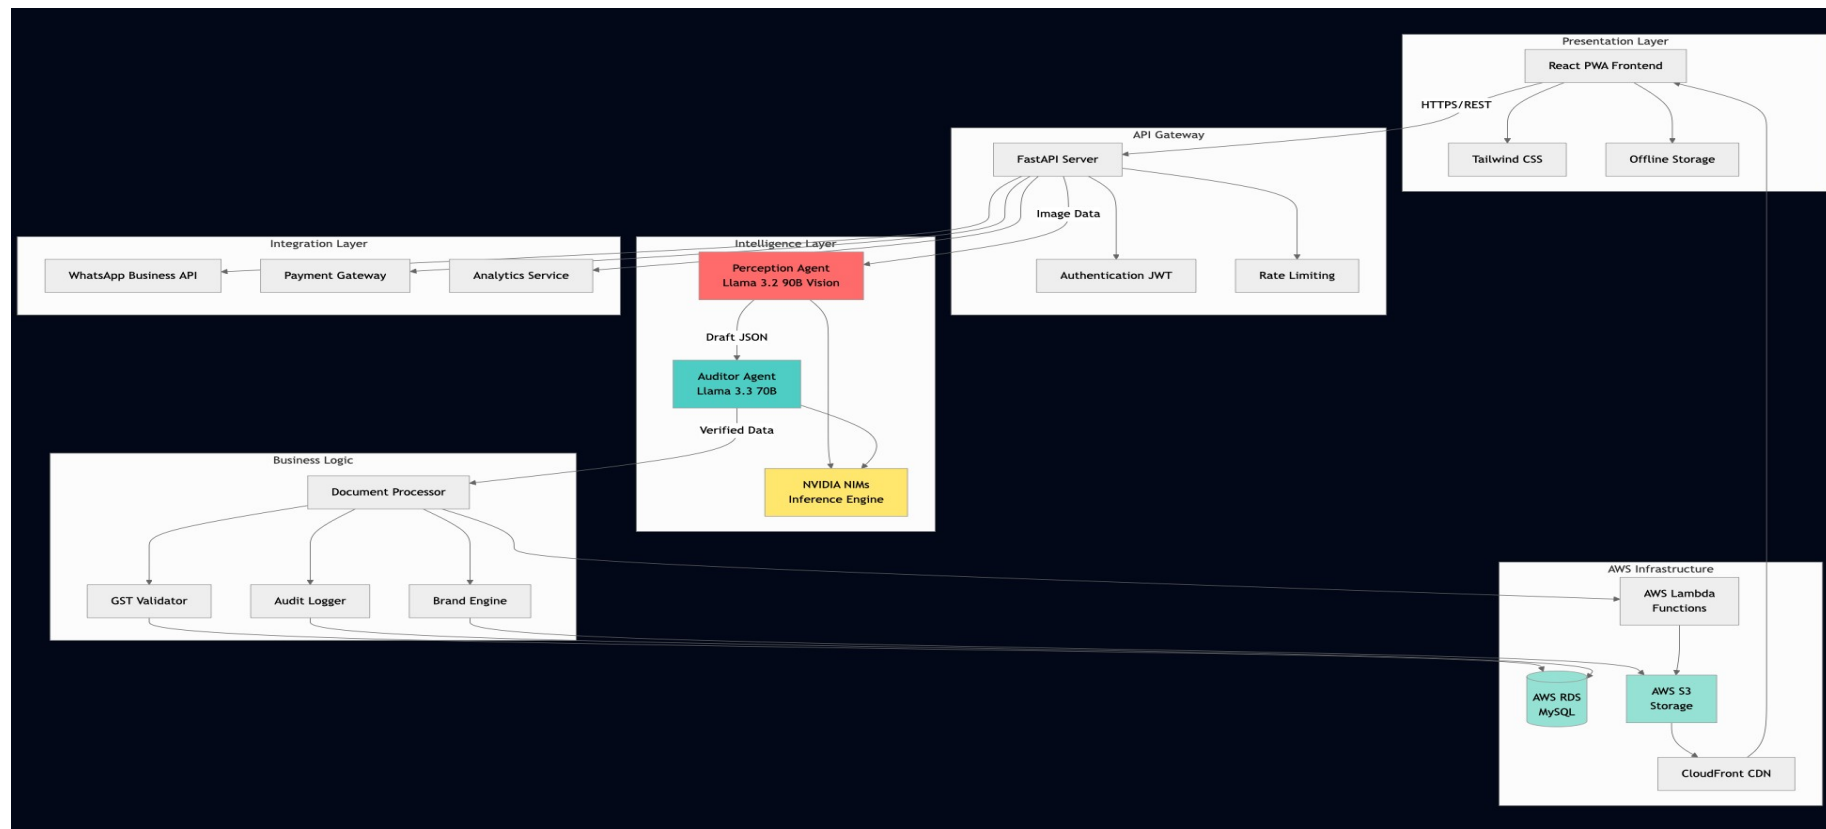 Presentation Layer
React PWA Frontend
HTTPS/REST
Tailwind CSS
Offline Storage
API Gateway
FastAPI Server
Image Data
Authentication JWT
Rate Limiting
Integration Layer
WhatsApp Business API
Payment Gateway
Analytics Service
Intelligence Layer
Perception Agent
Llama 3.2 90B Vision
Draft JSON
Auditor Agent
Llama 3.3 70B
Verified Data
NVIDIA NIMs
Inference Engine
Business Logic
Document Processor
GST Validator
Audit Logger
Brand Engine
AWS Infrastructure
AWS Lambda
Functions
AWS RDS
MySQL
AWS S3
Storage
CloudFront CDN